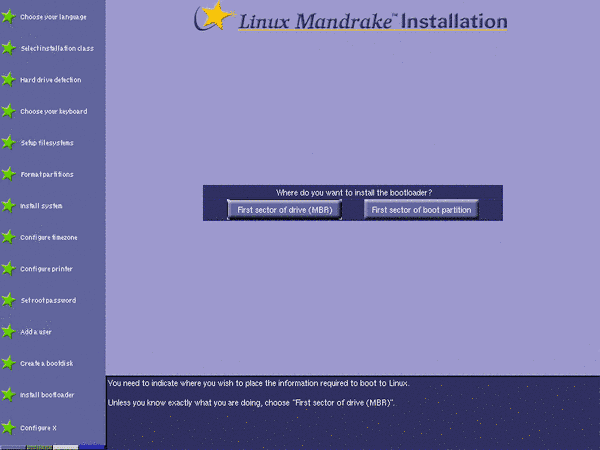 Linux Mandrake™ Installation
Choose your language
Select installation class
Hard drive detection
Choose your keyboard
Setup filesystems
Format partitions
Install system
Configure timezone
Configure printer
Set root password
Add a user
Create a bootdisk
Install bootloader
Configure X
Where do you want to install the bootloader?
First sector of drive (MBR)
First sector of boot partition
You need to indicate where you wish to place the information required to boot to Linux.
Unless you know exactly what you are doing, choose "First sector of drive (MBR)".